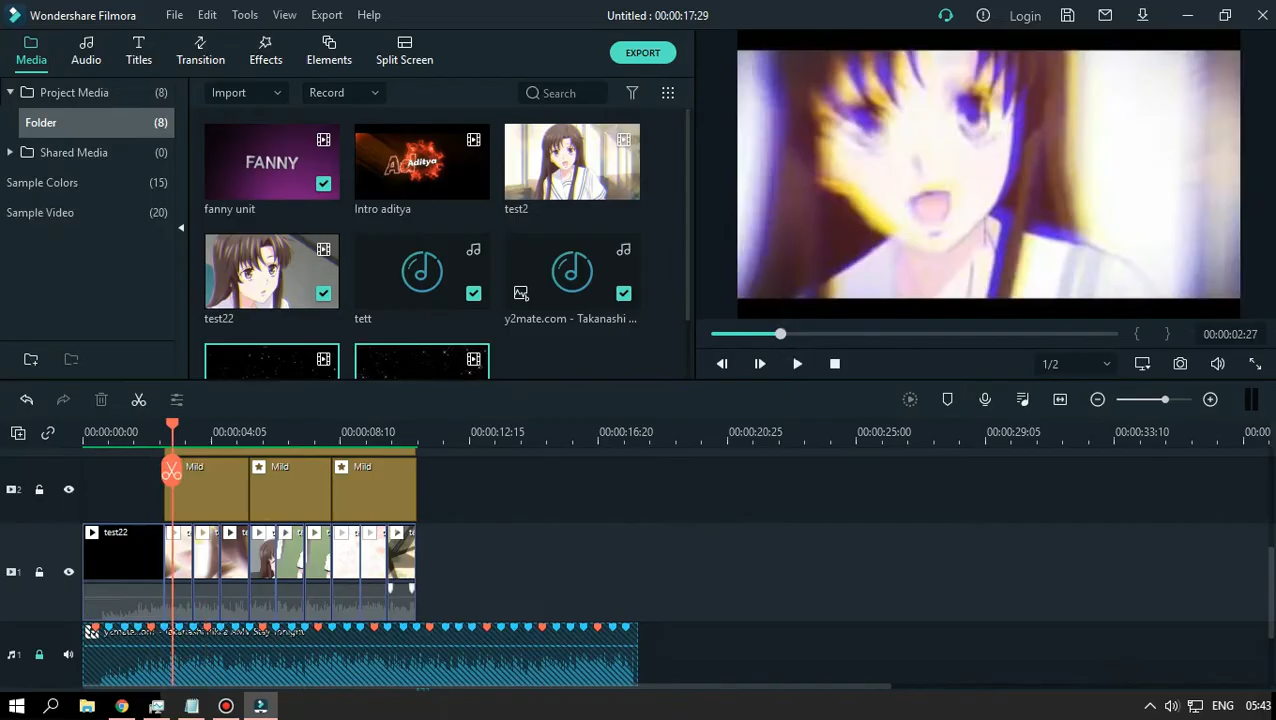 Wondershare Filmora
File
Edit
Tools
View
Export
Help
Untitled : 00:00:17:29
Login
Media
Audio
Titles
Transition
Effects
Elements
Split Screen
EXPORT
Project Media
(8)
Import
Record
Search
Folder
(8)
Shared Media
(0)
Sample Colors
(15)
Sample Video
(20)
FANNY
Aditya
fanny unit
Intro aditya
test2
test22
tett
y2mate.com - Takanashi ...
00:00:02:27
1/2
00:00:00:00
00:00:04:05
00:00:08:10
00:00:12:15
00:00:16:20
00:00:20:25
00:00:25:00
00:00:29:05
00:00:33:10
00:00
Mild
Mild
Mild
2
test22
1
1
ENG
05:43